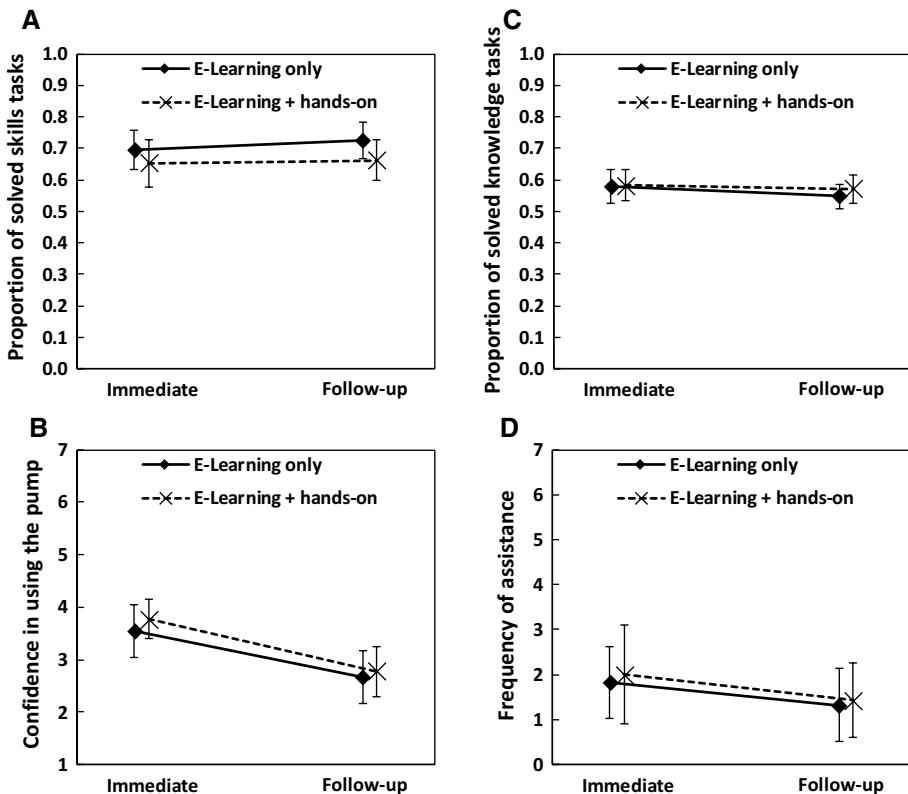 A
Proportion of solved skills tasks
1.0
0.9
0.8
0.7
0.6
0.5
0.4
0.3
0.2
0.1
0.0
E-Learning only
E-Learning + hands-on
Immediate
Follow-up
C
Proportion of solved knowledge tasks
1.0
0.9
0.8
0.7
0.6
0.5
0.4
0.3
0.2
0.1
0.0
E-Learning only
E-Learning + hands-on
Immediate
Follow-up
B
Confidence in using the pump
7
6
5
4
3
2
1
E-Learning only
E-Learning + hands-on
Immediate
Follow-up
D
Frequency of assistance
7
6
5
4
3
2
1
0
E-Learning only
E-Learning + hands-on
Immediate
Follow-up